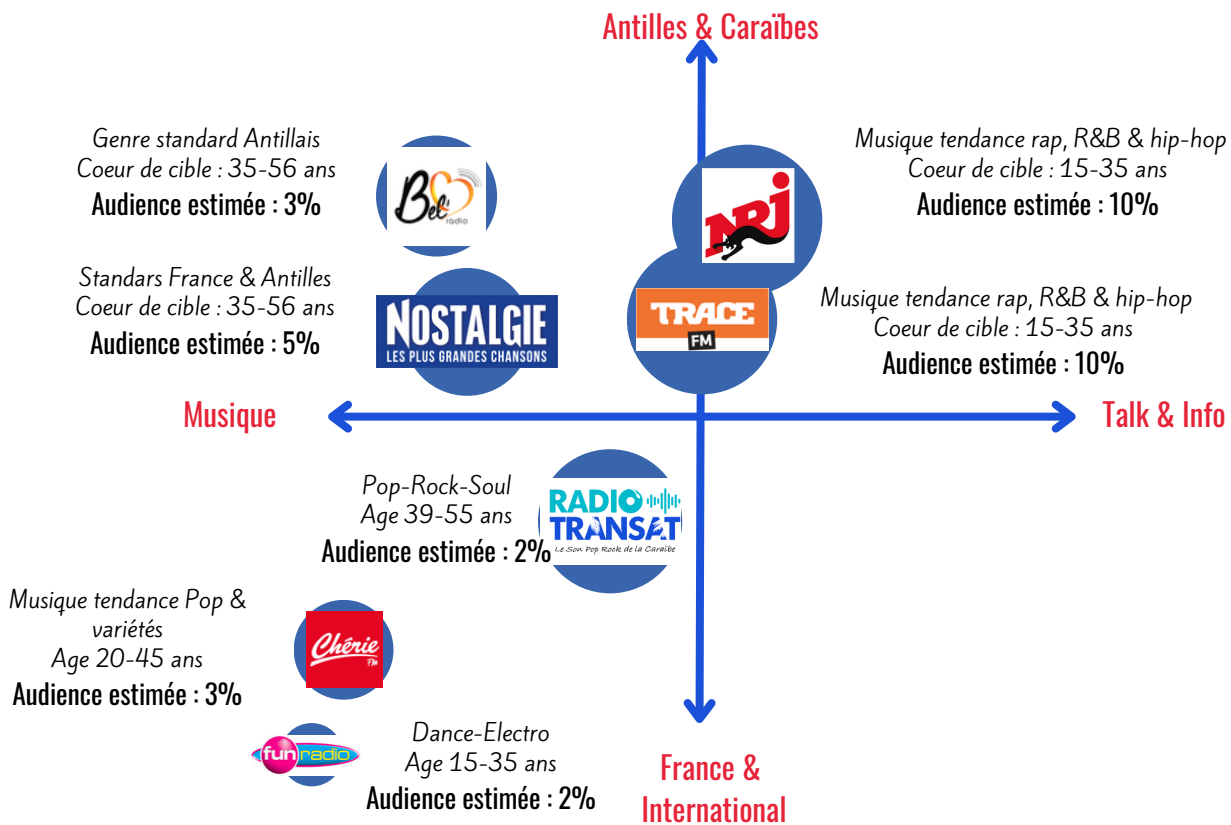 Antilles & Caraïbes
Genre standard Antillais
Coeur de cible : 35-56 ans
Audience estimée : 3%
Bel'
radio
NRJ
Musique tendance rap, R&B & hip-hop
Coeur de cible : 15-35 ans
Audience estimée : 10%
Standars France & Antilles
Coeur de cible : 35-56 ans
Audience estimée : 5%
NOSTALGIE
LES PLUS GRANDES CHANSONS
TRACE
FM
Musique tendance rap, R&B & hip-hop
Coeur de cible : 15-35 ans
Audience estimée : 10%
Musique
Talk & Info
Pop-Rock-Soul
Age 39-55 ans
Audience estimée : 2%
RADIO
TRANSAT
Le Son Pop Rock de la Caraïbe
Musique tendance Pop &
variétés
Age 20-45 ans
Audience estimée : 3%
Chérie
FM
fun radio
Dance-Electro
Age 15-35 ans
Audience estimée : 2%
France &
International